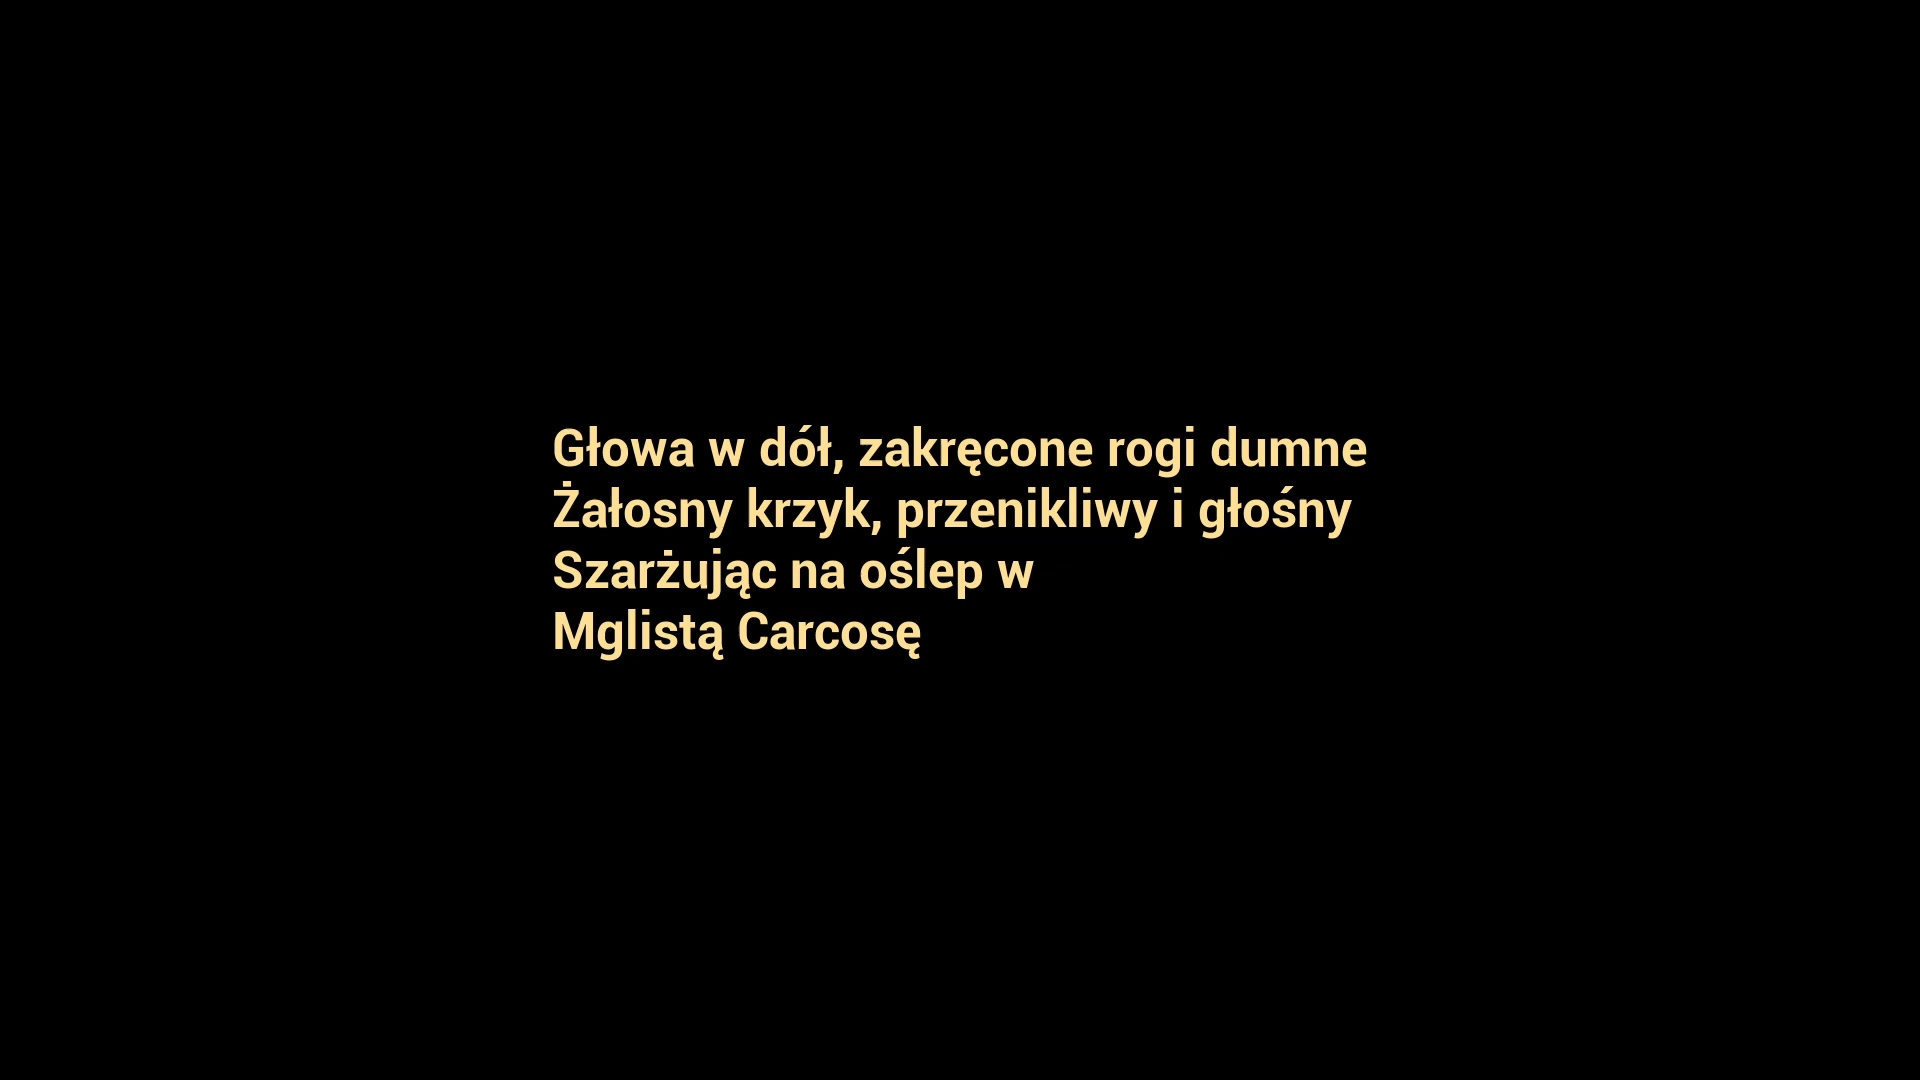 Głowa w dół, zakręcone rogi dumne
Żałosny krzyk, przenikliwy i głośny
Szarżując na oślep w
Mglistą Carcosę